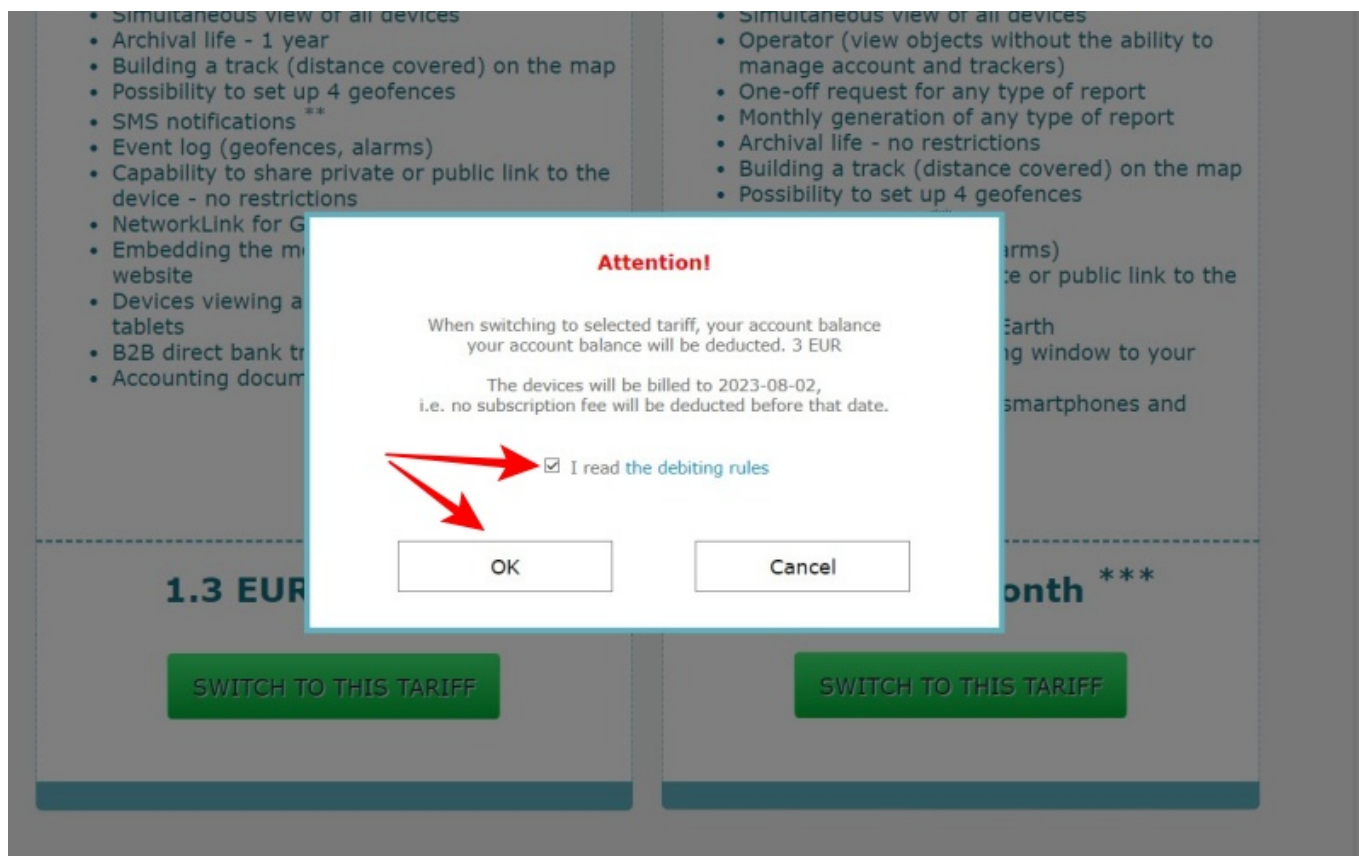 Simultaneous view of all devices
• Archival life - 1 year
• Building a track (distance covered) on the map
• Possibility to set up 4 geofences
• SMS notifications **
• Event log (geofences, alarms)
• Capability to share private or public link to the
device - no restrictions
• NetworkLink for G
• Embedding the m
website
• Devices viewing a
tablets
• B2B direct bank tr
• Accounting docum
1.3 EUR
SWITCH TO THIS TARIFF
Simultaneous view of all devices
• Operator (view objects without the ability to
manage account and trackers)
• One-off request for any type of report
• Monthly generation of any type of report
• Archival life - no restrictions
• Building a track (distance covered) on the map
• Possibility to set up 4 geofences
arms)
te or public link to the
Earth
ng window to your
smartphones and
onth ***
SWITCH TO THIS TARIFF
Attention!
When switching to selected tariff, your account balance
your account balance will be deducted. 3 EUR
The devices will be billed to 2023-08-02,
i.e. no subscription fee will be deducted before that date.
I read the debiting rules
OK
Cancel